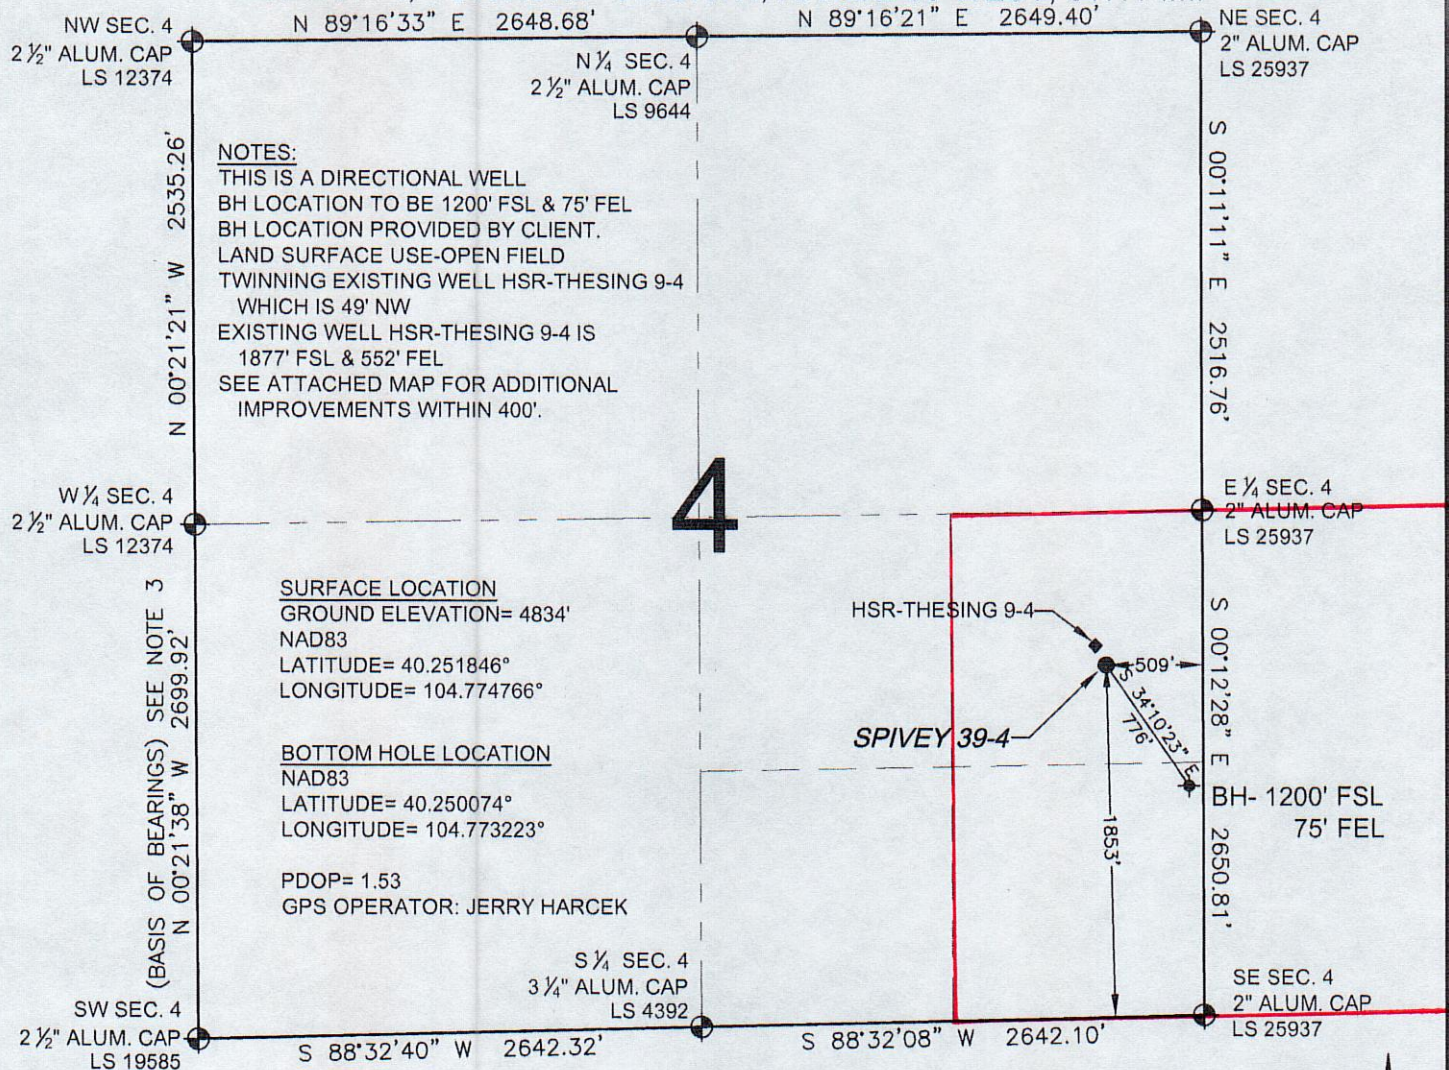 NW SEC. 4
2 ½" ALUM. CAP
LS 12374
N 89°16'33" E 2648.68'
N ¼ SEC. 4
2 ½" ALUM. CAP
LS 9644
N 89°16'21" E 2649.40'
NE SEC. 4
2" ALUM. CAP
LS 25937
N 00°21'21" W 2535.26'
NOTES:
THIS IS A DIRECTIONAL WELL
BH LOCATION TO BE 1200' FSL & 75' FEL
BH LOCATION PROVIDED BY CLIENT.
LAND SURFACE USE-OPEN FIELD
TWINNING EXISTING WELL HSR-THESING 9-4
WHICH IS 49' NW
EXISTING WELL HSR-THESING 9-4 IS
1877' FSL & 552' FEL
SEE ATTACHED MAP FOR ADDITIONAL
IMPROVEMENTS WITHIN 400'.
S 00°11'11" E 2516.76'
W ¼ SEC. 4
2 ½" ALUM. CAP
LS 12374
4
E ¼ SEC. 4
2" ALUM. CAP
LS 25937
(BASIS OF BEARINGS) SEE NOTE 3
N 00°21'38" W 2699.92'
SURFACE LOCATION
GROUND ELEVATION= 4834'
NAD83
LATITUDE= 40.251846°
LONGITUDE= 104.774766°
BOTTOM HOLE LOCATION
NAD83
LATITUDE= 40.250074°
LONGITUDE= 104.773223°
PDOP= 1.53
GPS OPERATOR: JERRY HARCEK
HSR-THESING 9-4
509'
S 34°10'23" E
776'
SPIVEY 39-4
1853'
S 00°12'28" E 2650.81'
BH- 1200' FSL
75' FEL
SW SEC. 4
2 ½" ALUM. CAP
LS 19585
S 88°32'40" W 2642.32'
S ¼ SEC. 4
3 ¼" ALUM. CAP
LS 4392
S 88°32'08" W 2642.10'
SE SEC. 4
2" ALUM. CAP
LS 25937